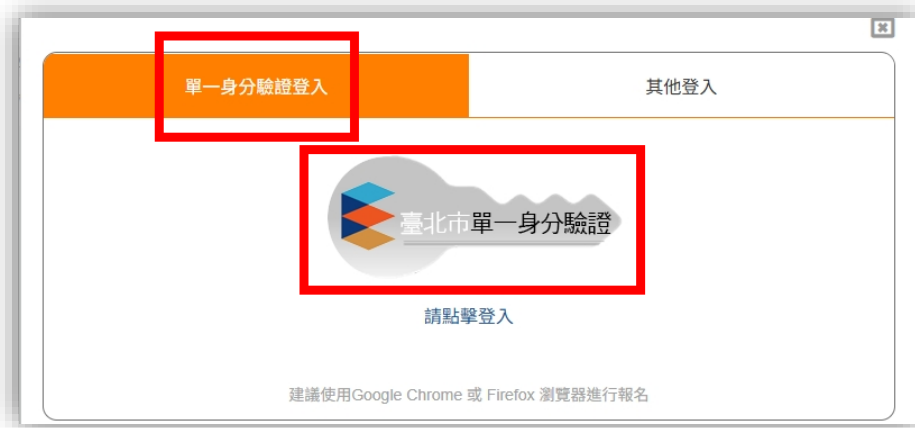 單一身分驗證登入
其他登入
臺北市單一身分驗證
請點擊登入
建議使用Google Chrome 或 Firefox 瀏覽器進行報名